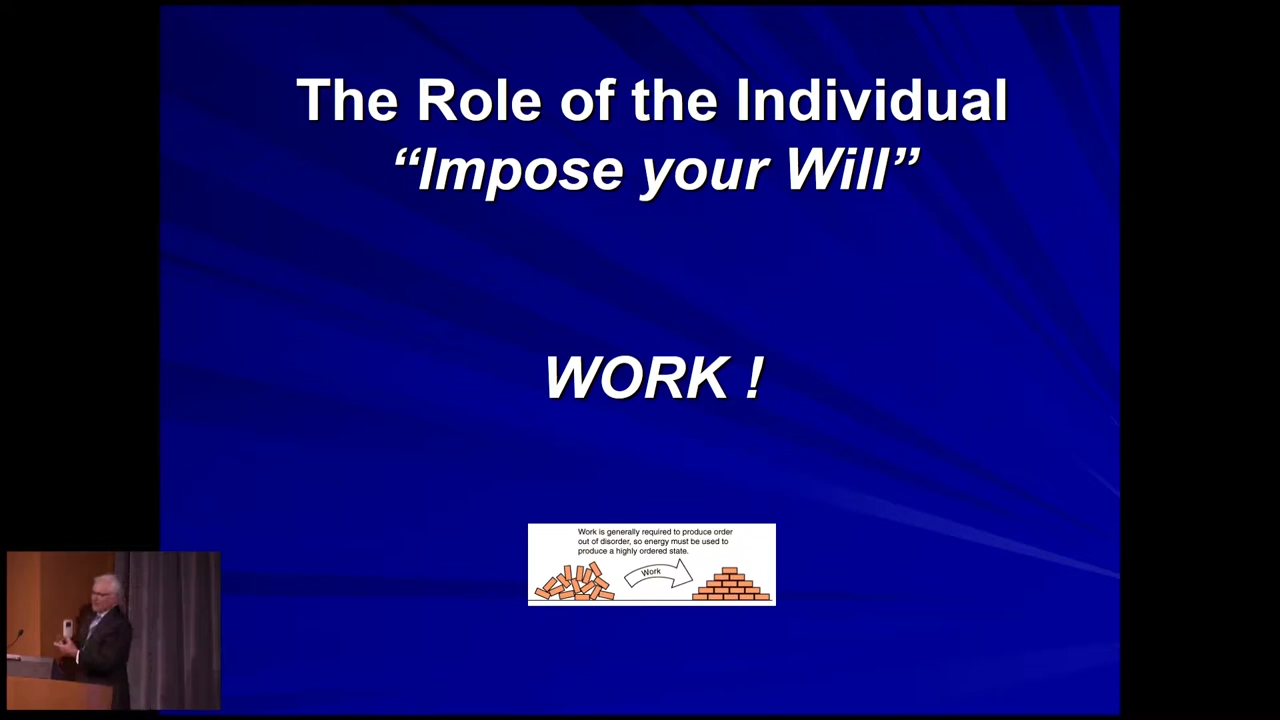 The Role of the Individual
“Impose your Will”
WORK !
Work is generally required to produce order
out of disorder, so energy must be used to
produce a highly ordered state.
Work